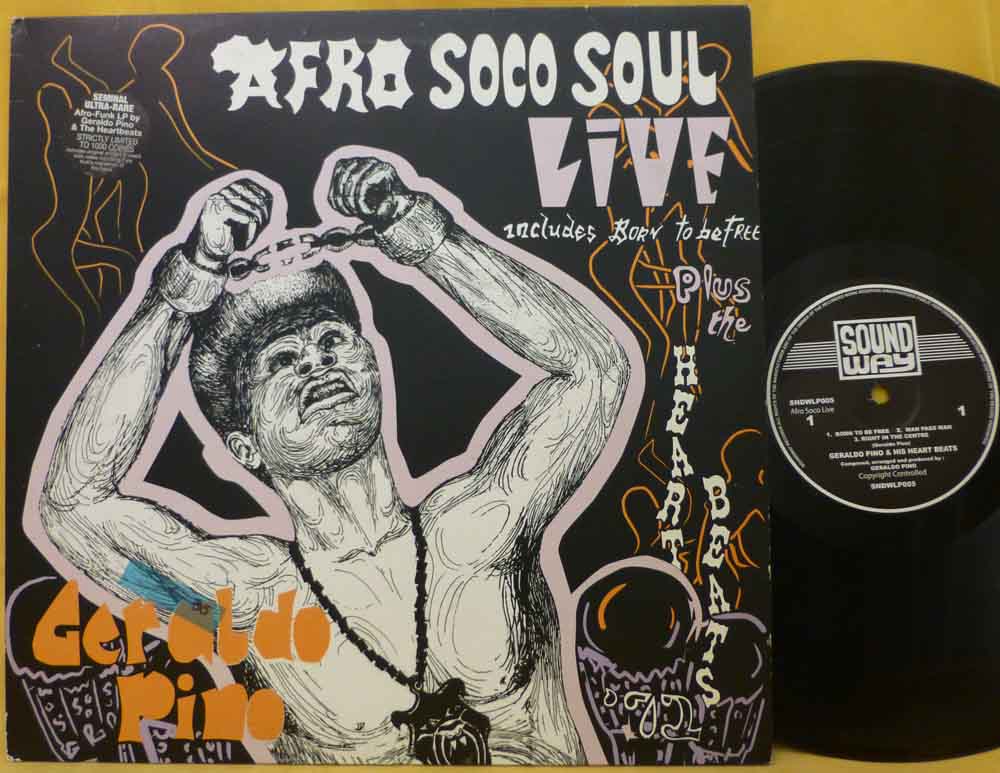 AFRO SOCO SOUL
LIVE
includes BORN to be FREE
Plus
the
HEART
BEATS
'72
Geraldo
Pino
SEMINAL
ULTRA-RARE
Afro-Funk LP by
Geraldo Pino
& The Heartbeats
STRICTLY LIMITED
TO 1000 COPIES
SOUND
WAY
SNDWLP005
Afro Soco Live
1
1
1. BORN TO BE FREE 2. MAN PASS MAN
3. RIGHT IN THE CENTRE
(Geraldo Pino)
GERALDO PINO & HIS HEART BEATS
Composed, arranged and produced by :
GERALDO PINO
Copyright Controlled
SNDWLP005